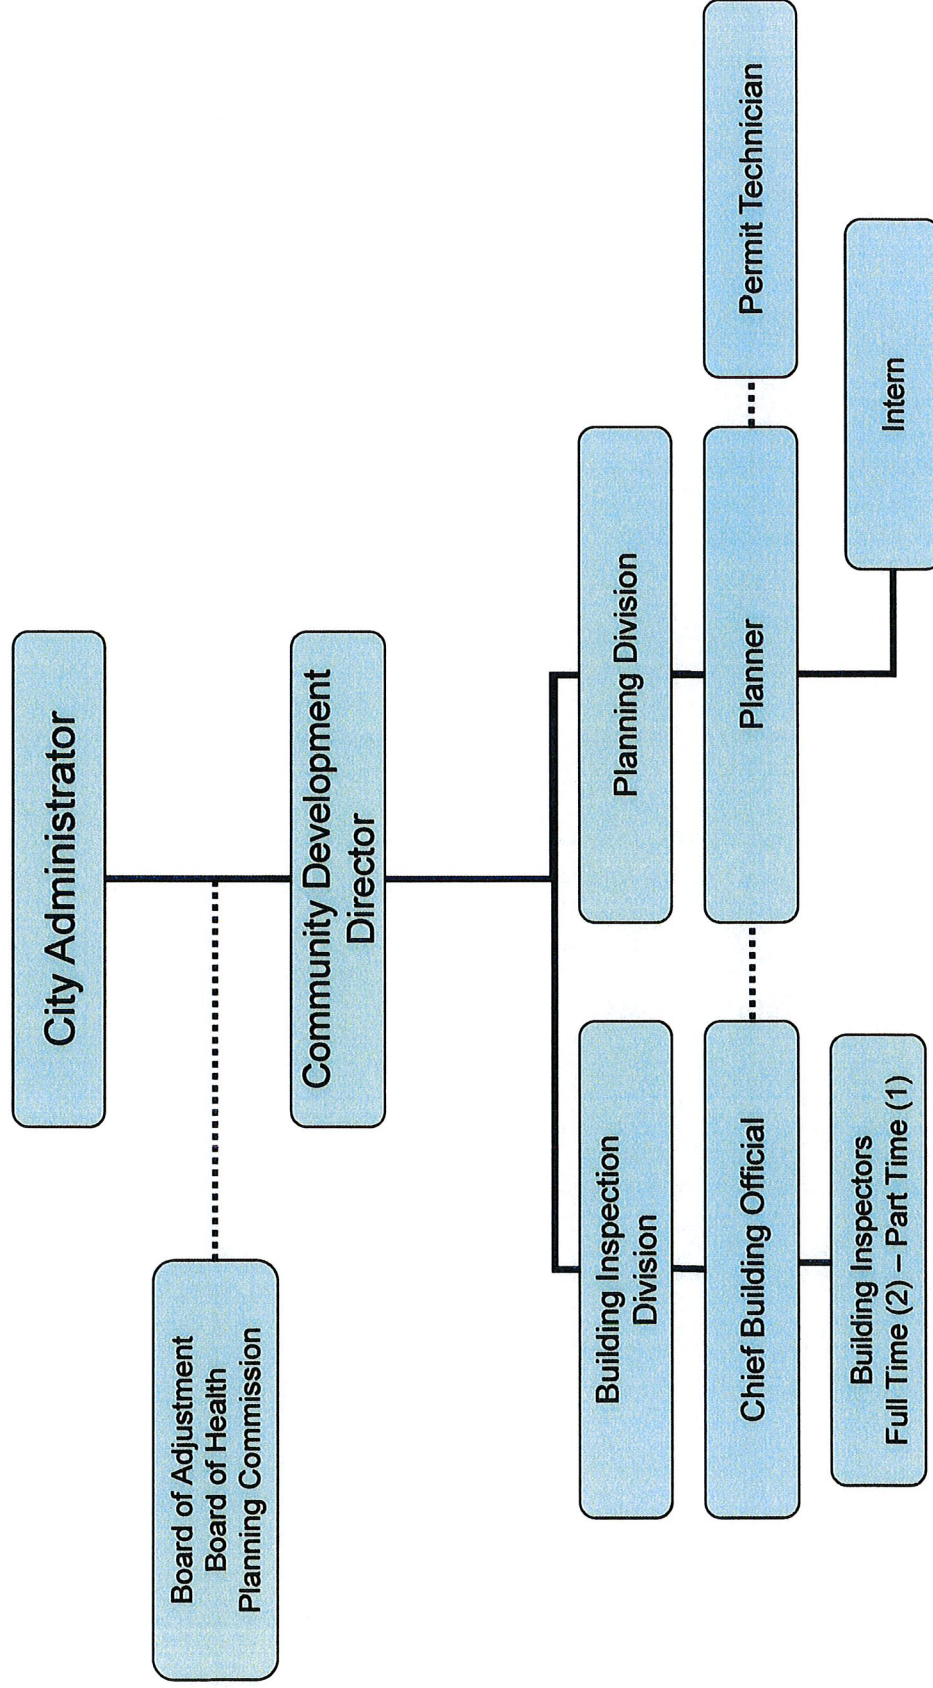 City Administrator
Board of Adjustment
Board of Health
Planning Commission
Community Development
Director
Building Inspection
Division
Planning Division
Chief Building Official
Planner
Permit Technician
Building Inspectors
Full Time (2) – Part Time (1)
Intern